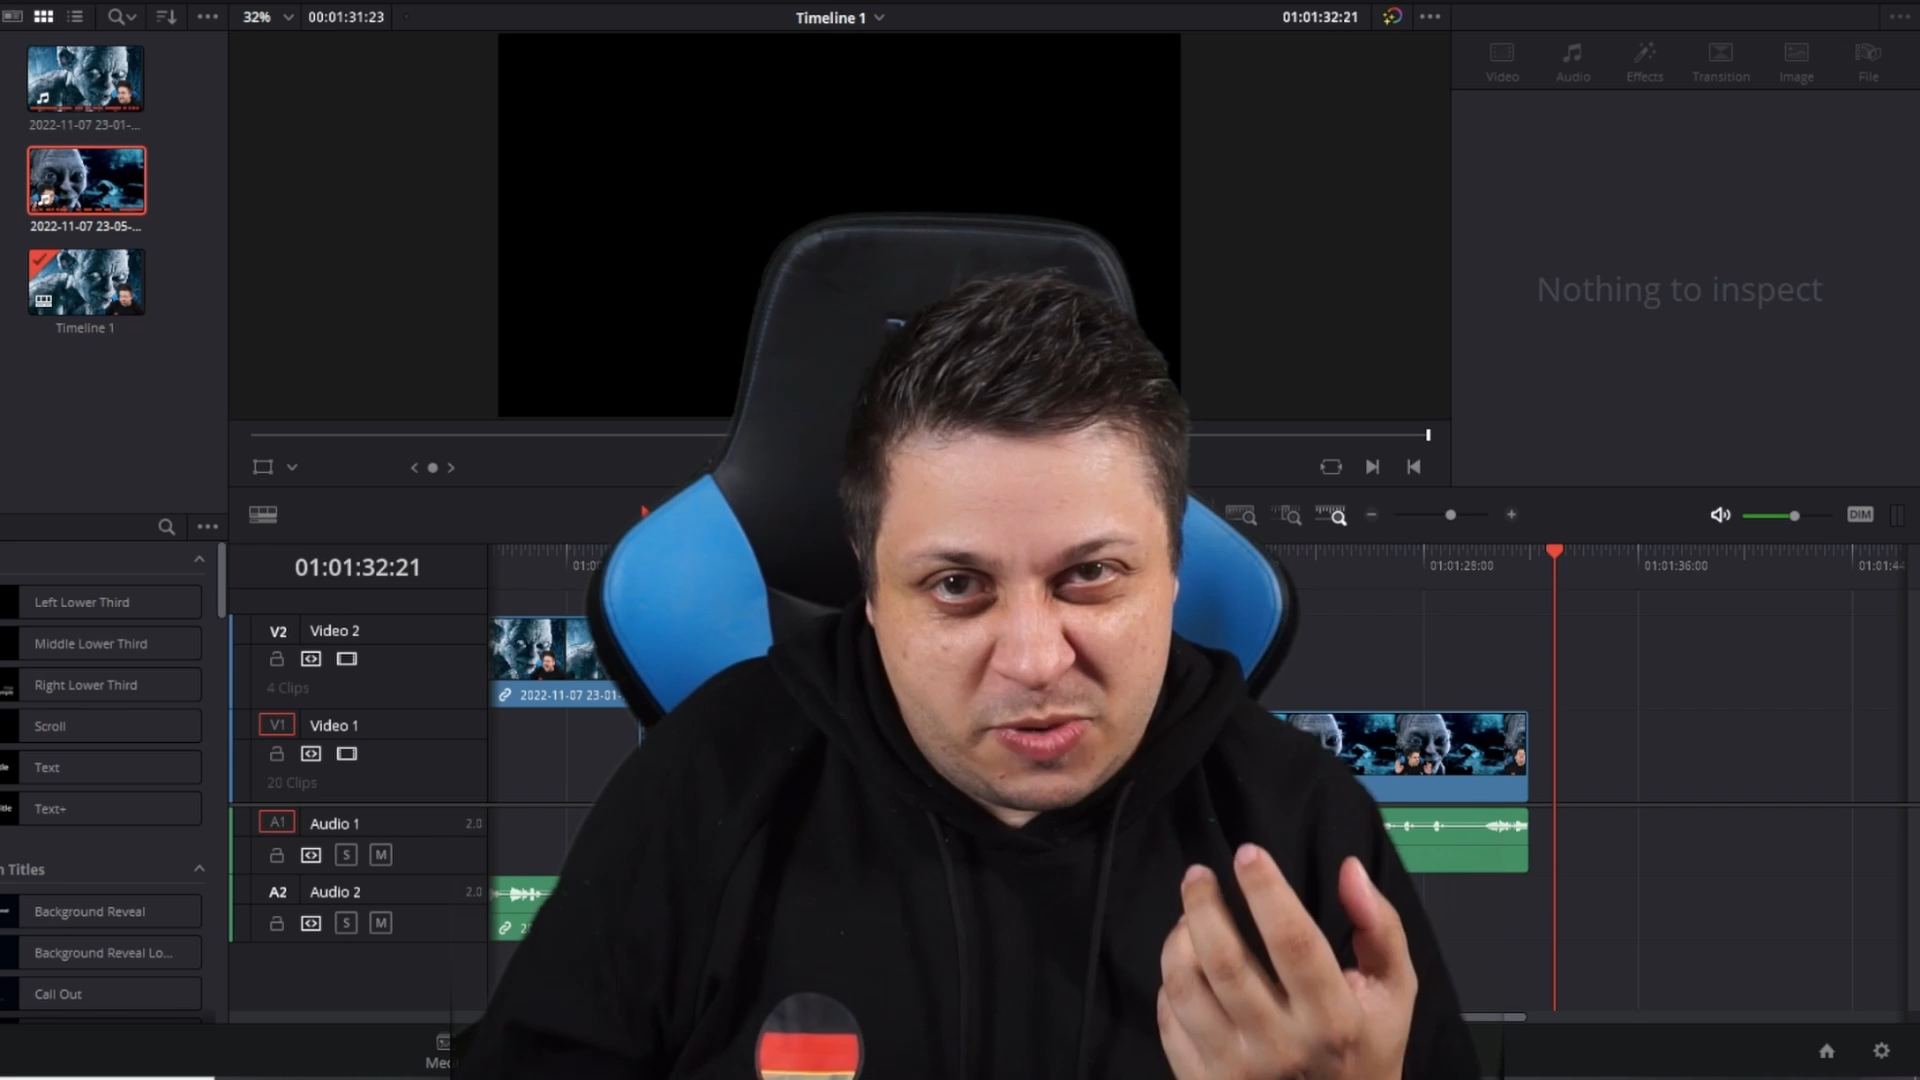 32%
00:01:31:23
Timeline 1
01:01:32:21
Video
Audio
Effects
Transition
Image
File
2022-11-07 23-01-...
2022-11-07 23-05-...
Timeline 1
Nothing to inspect
DIM
01:01:32:21
01:01:28:00
01:01:36:00
01:01:44
Left Lower Third
Middle Lower Third
Right Lower Third
Scroll
Text
Text+
Titles
Background Reveal
Background Reveal Lo...
Call Out
V2 Video 2
4 Clips
2022-11-07 23-01-
V1 Video 1
20 Clips
A1 Audio 1 2.0
S M
A2 Audio 2 2.0
S M